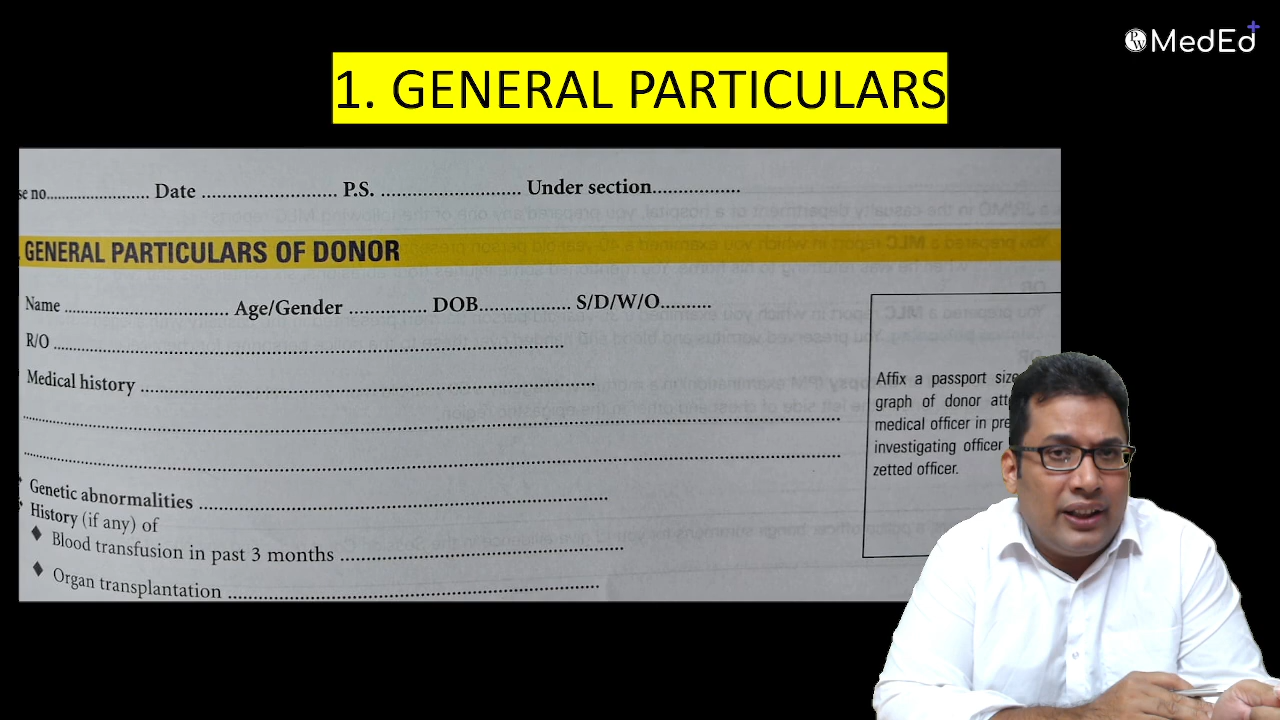 MedEd+
1. GENERAL PARTICULARS
se no......................... Date ................................. P.S. .................................. Under section.....................
GENERAL PARTICULARS OF DONOR
Name ........................................ Age/Gender ................... DOB...................... S/D/W/O............
R/O ..........................................................................................................................................
Medical history .............................................................................................................
..............................................................................................................................................................................
..............................................................................................................................................................................
Genetic abnormalities ..............................................................................................
History (if any) of
♦ Blood transfusion in past 3 months .................................................................
♦ Organ transplantation ....................................................................................
Affix a passport size
graph of donor att
medical officer in pre
investigating officer
zetted officer.